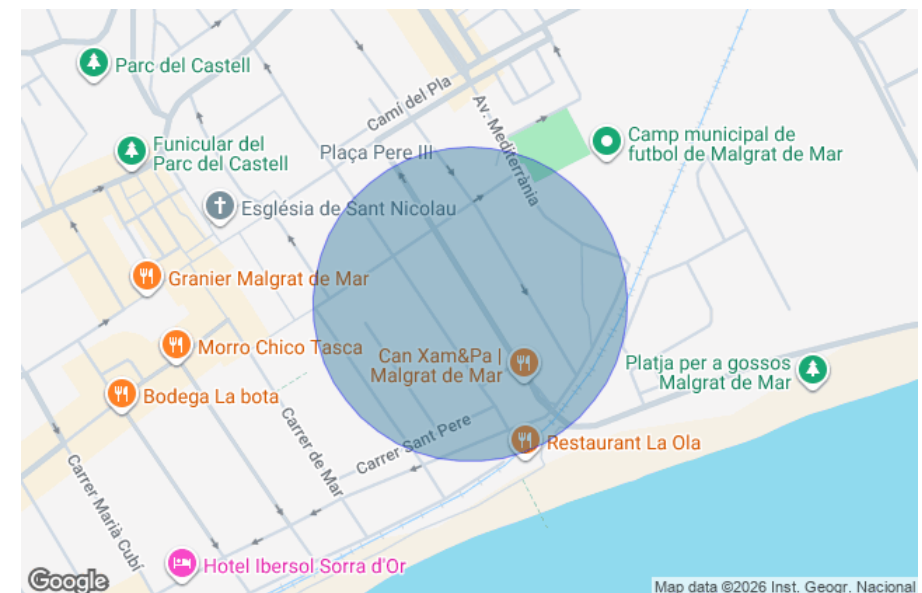 Parc del Castell
Camí del Pla
Av. Mediterrània
Camp municipal de
futbol de Malgrat de Mar
Funicular del
Parc del Castell
Plaça Pere III
Església de Sant Nicolau
Granier Malgrat de Mar
Morro Chico Tasca
Can Xam&Pa |
Malgrat de Mar
Platja per a gossos
Malgrat de Mar
Bodega La bota
Carrer de Mar
Carrer Sant Pere
Restaurant La Ola
Carrer Marià Cubí
Hotel Ibersol Sorra d'Or
Google
Map data ©2026 Inst. Geogr. Nacional